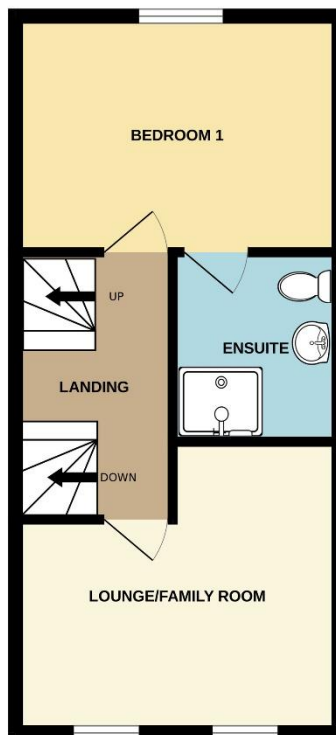 BEDROOM 1
UP
ENSUITE
LANDING
DOWN
LOUNGE/FAMILY ROOM